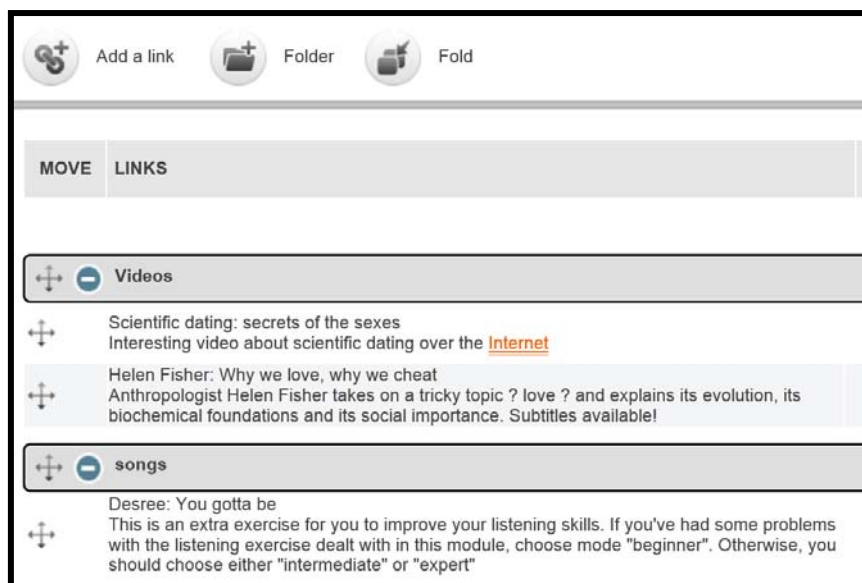 Add a link Folder Fold
MOVE LINKS
Videos
Scientific dating: secrets of the sexes
Interesting video about scientific dating over the Internet
Helen Fisher: Why we love, why we cheat
Anthropologist Helen Fisher takes on a tricky topic ? love ? and explains its evolution, its
biochemical foundations and its social importance. Subtitles available!
songs
Desree: You gotta be
This is an extra exercise for you to improve your listening skills. If you've had some problems
with the listening exercise dealt with in this module, choose mode "beginner". Otherwise, you
should choose either "intermediate" or "expert"